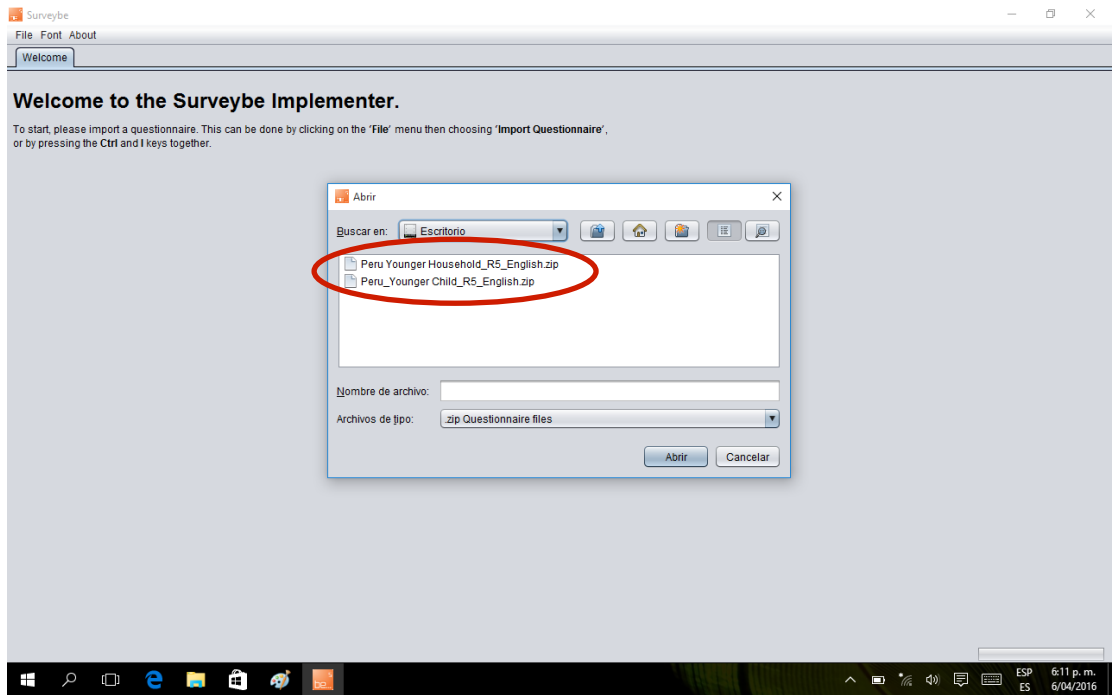 Surveybe
File Font About
Welcome
Welcome to the Surveybe Implementer.
To start, please import a questionnaire. This can be done by clicking on the 'File' menu then choosing 'Import Questionnaire',
or by pressing the Ctrl and I keys together.
Abrir
Buscar en: Escritorio
Peru Younger Household_R5_English.zip
Peru_Younger Child_R5_English.zip
Nombre de archivo:
Archivos de tipo: .zip Questionnaire files
Abrir Cancelar
be
ESP 6:11 p. m.
ES 6/04/2016